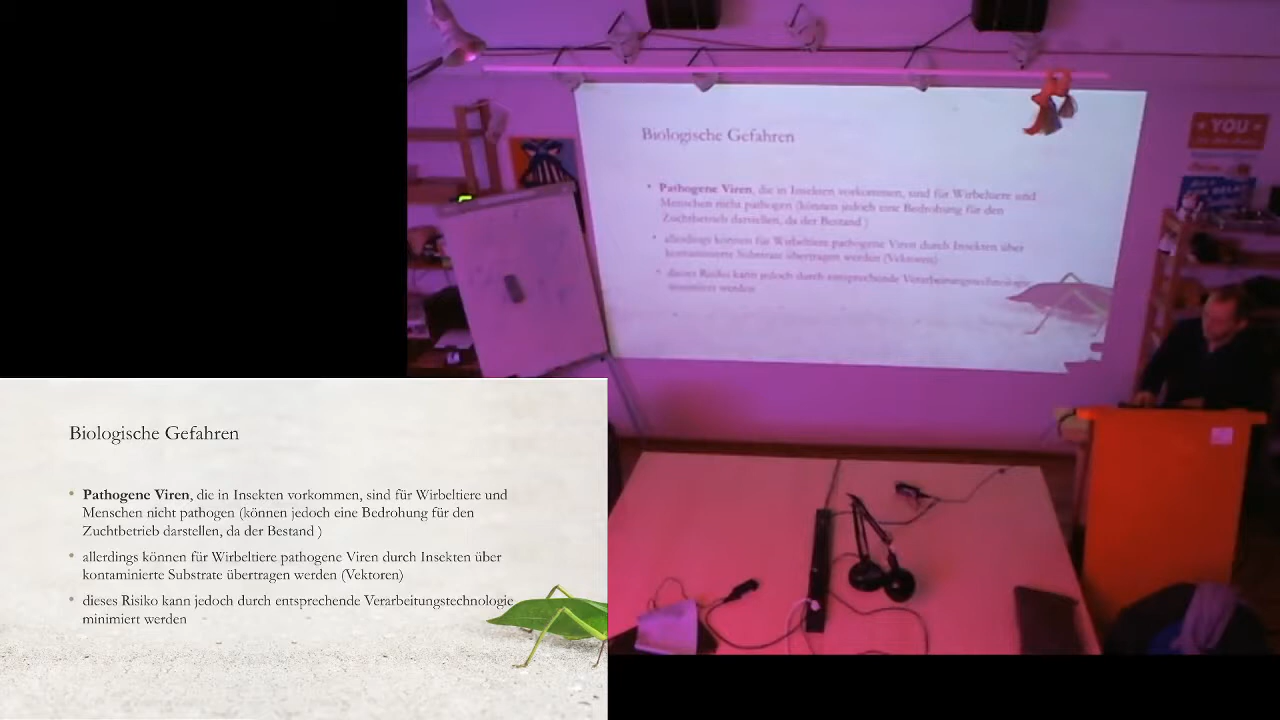 Biologische Gefahren
• Pathogene Viren, die in Insekten vorkommen, sind für Wirbeltiere und
Menschen nicht pathogen (können jedoch eine Bedrohung für den
Zuchtbetrieb darstellen, da der Bestand )
• allerdings können für Wirbeltiere pathogene Viren durch Insekten über
kontaminierte Substrate übertragen werden (Vektoren)
• dieses Risiko kann jedoch durch entsprechende Verarbeitungstechnologie
minimiert werden
YOU
Biologische Gefahren
• Pathogene Viren, die in Insekten vorkommen, sind für Wirbeltiere und
Menschen nicht pathogen (können jedoch eine Bedrohung für den
Zuchtbetrieb darstellen, da der Bestand )
• allerdings können für Wirbeltiere pathogene Viren durch Insekten über
kontaminierte Substrate übertragen werden (Vektoren)
• dieses Risiko kann jedoch durch entsprechende Verarbeitungstechnologie
minimiert werden